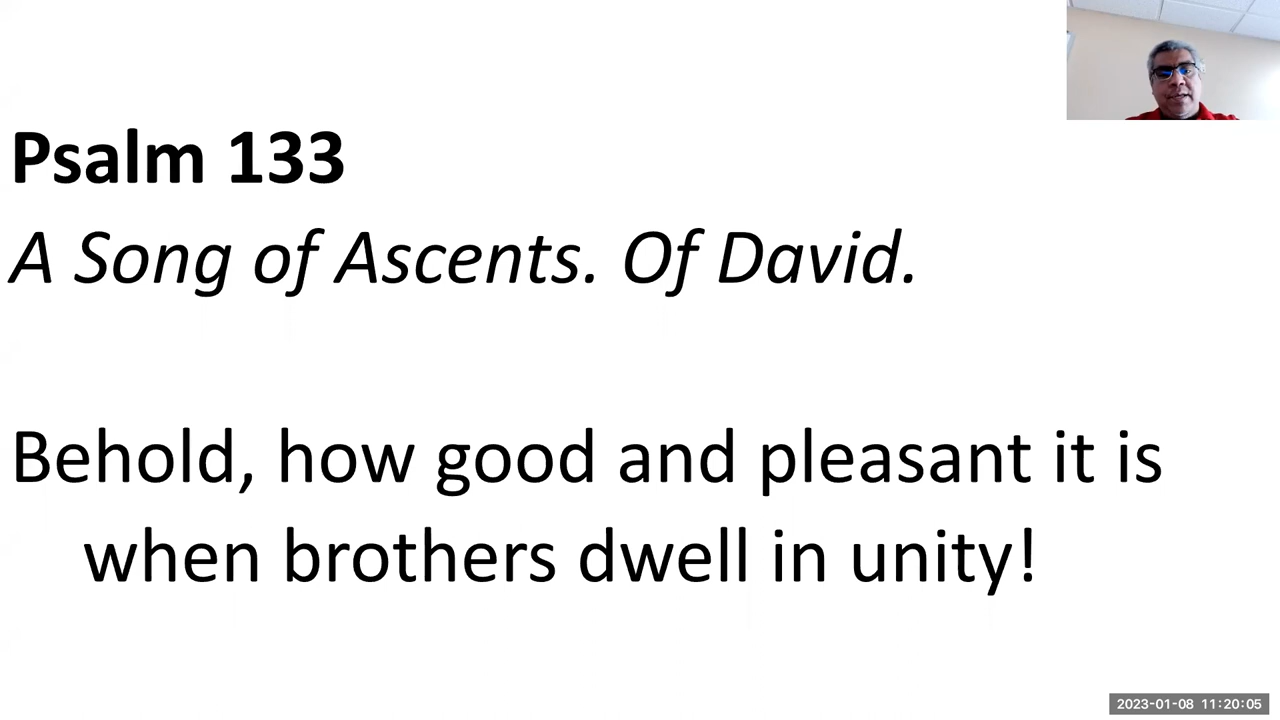 Psalm 133
A Song of Ascents. Of David.
Behold, how good and pleasant it is
when brothers dwell in unity!
2023-01-08 11:20:05